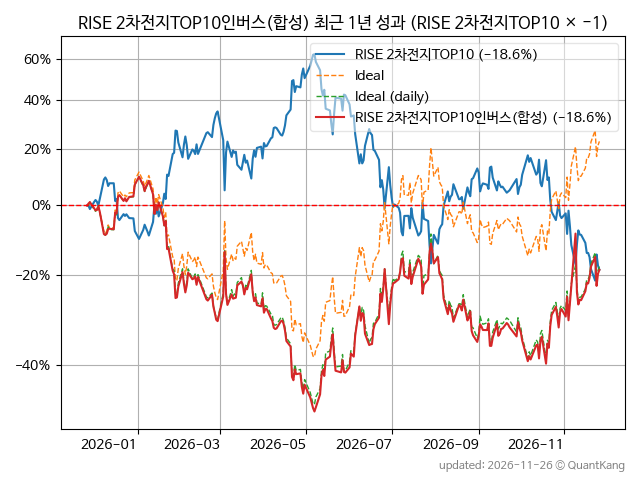 RISE 2차전지TOP10인버스(합성) 최근 1년 성과 (RISE 2차전지TOP10 × −1)
RISE 2차전지TOP10 (−18.6%)
Ideal
Ideal (daily)
RISE 2차전지TOP10인버스(합성) (−18.6%)
60%
40%
20%
0%
−20%
−40%
2026-01
2026-03
2026-05
2026-07
2026-09
2026-11
updated: 2026-11-26 © QuantKang